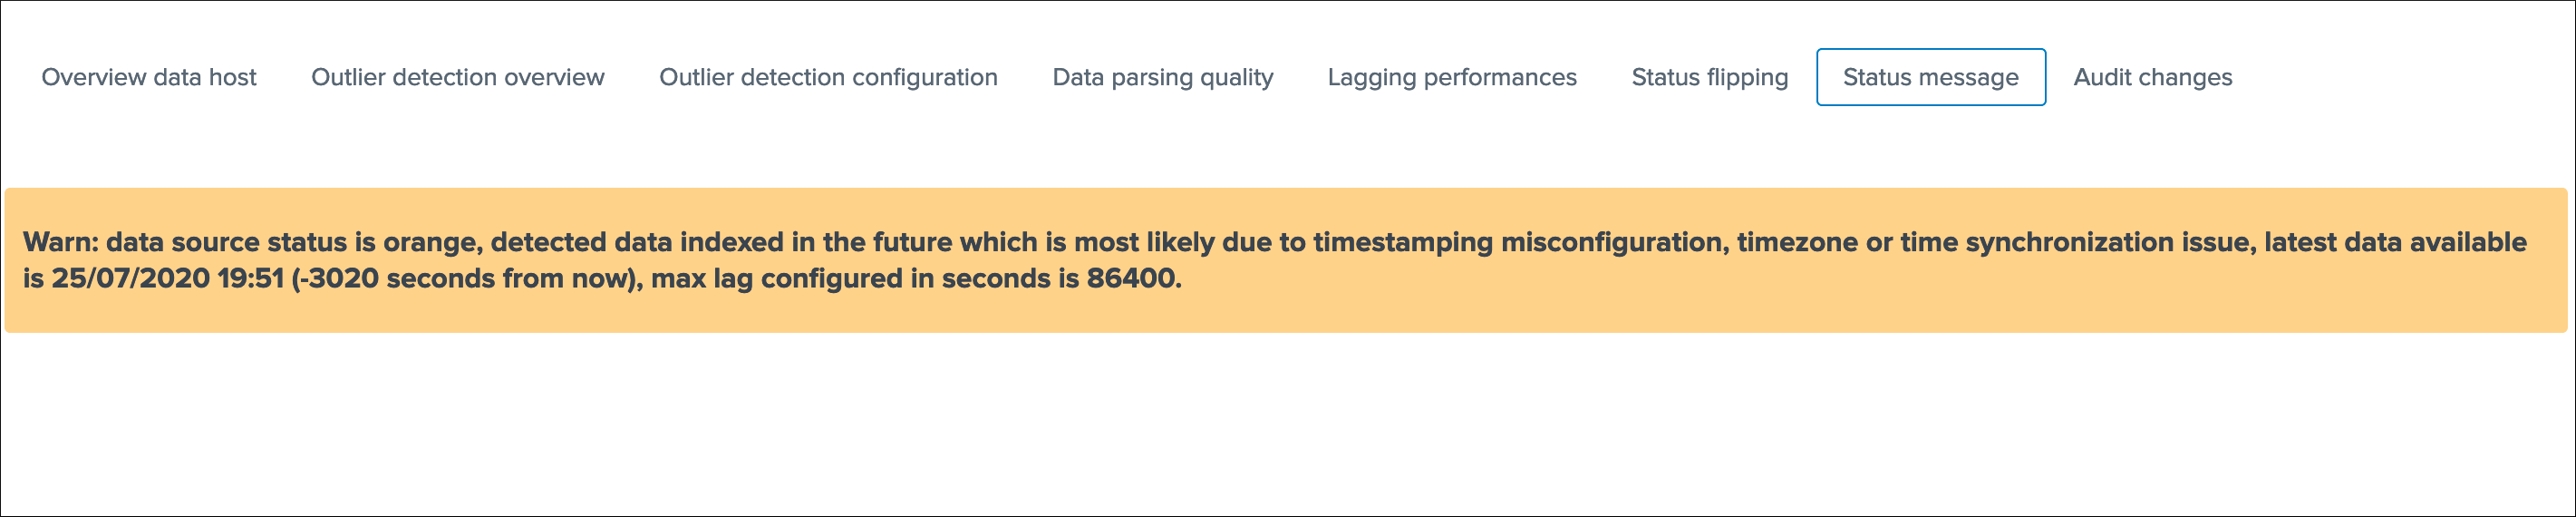 Overview data host Outlier detection overview Outlier detection configuration Data parsing quality Lagging performances Status flipping Status message Audit changes
Warn: data source status is orange, detected data indexed in the future which is most likely due to timestamping misconfiguration, timezone or time synchronization issue, latest data available
is 25/07/2020 19:51 (-3020 seconds from now), max lag configured in seconds is 86400.